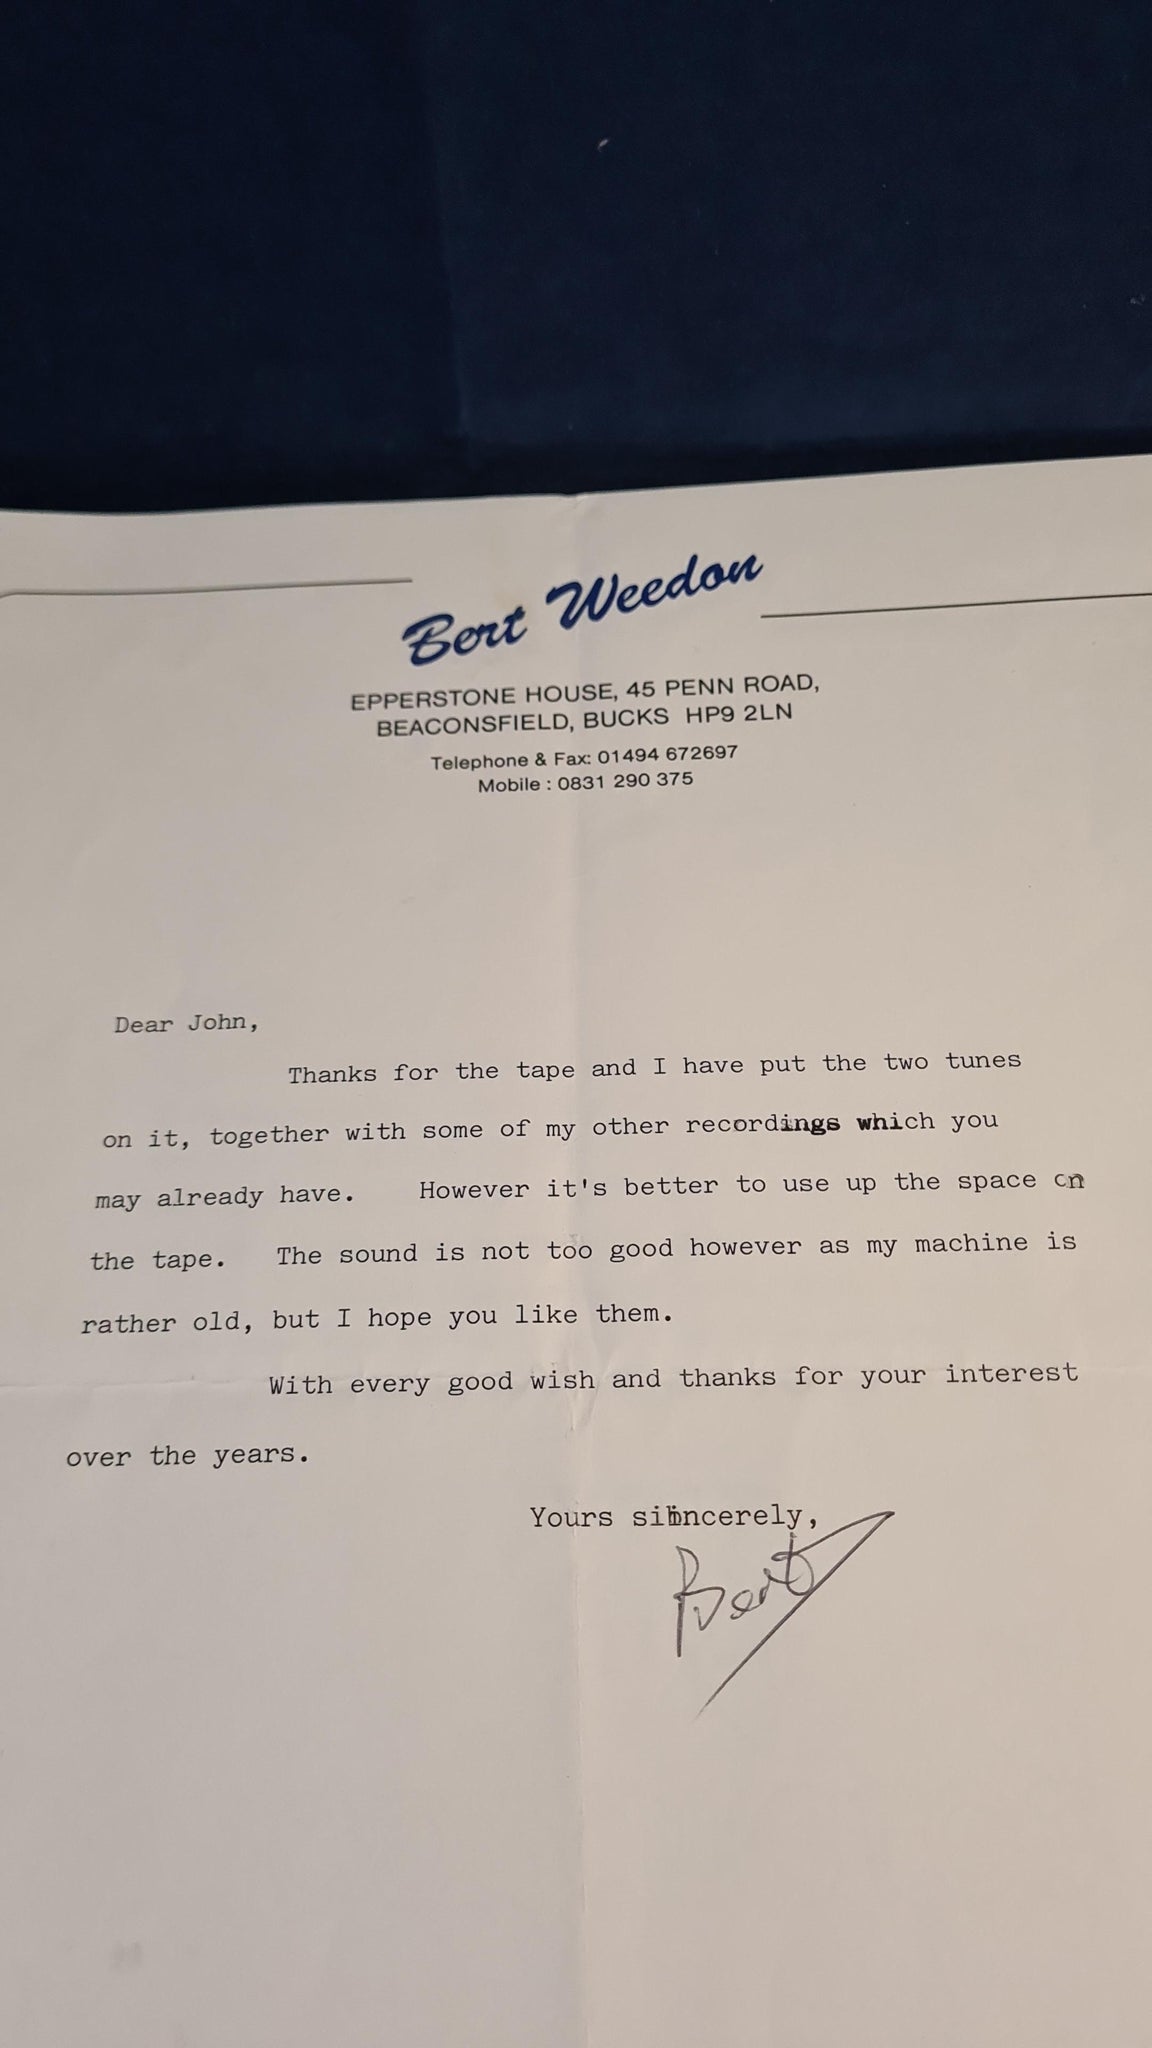 Bert Weedon
EPPERSTONE HOUSE, 45 PENN ROAD,
BEACONSFIELD, BUCKS HP9 2LN
Telephone & Fax: 01494 672697
Mobile : 0831 290 375
Dear John,
Thanks for the tape and I have put the two tunes
on it, together with some of my other recordings which you
may already have. However it's better to use up the space cn
the tape. The sound is not too good however as my machine is
rather old, but I hope you like them.
With every good wish and thanks for your interest
over the years.
Yours sincerely,
Bert